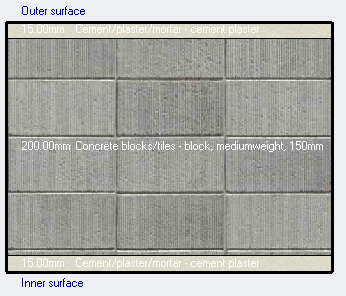 Outer surface
15.00mm Cement/plaster/mortar - cement plaster
200.00mm Concrete blocks/tiles - block, mediumweight, 150mm
15.00mm Cement/plaster/mortar - cement plaster
Inner surface